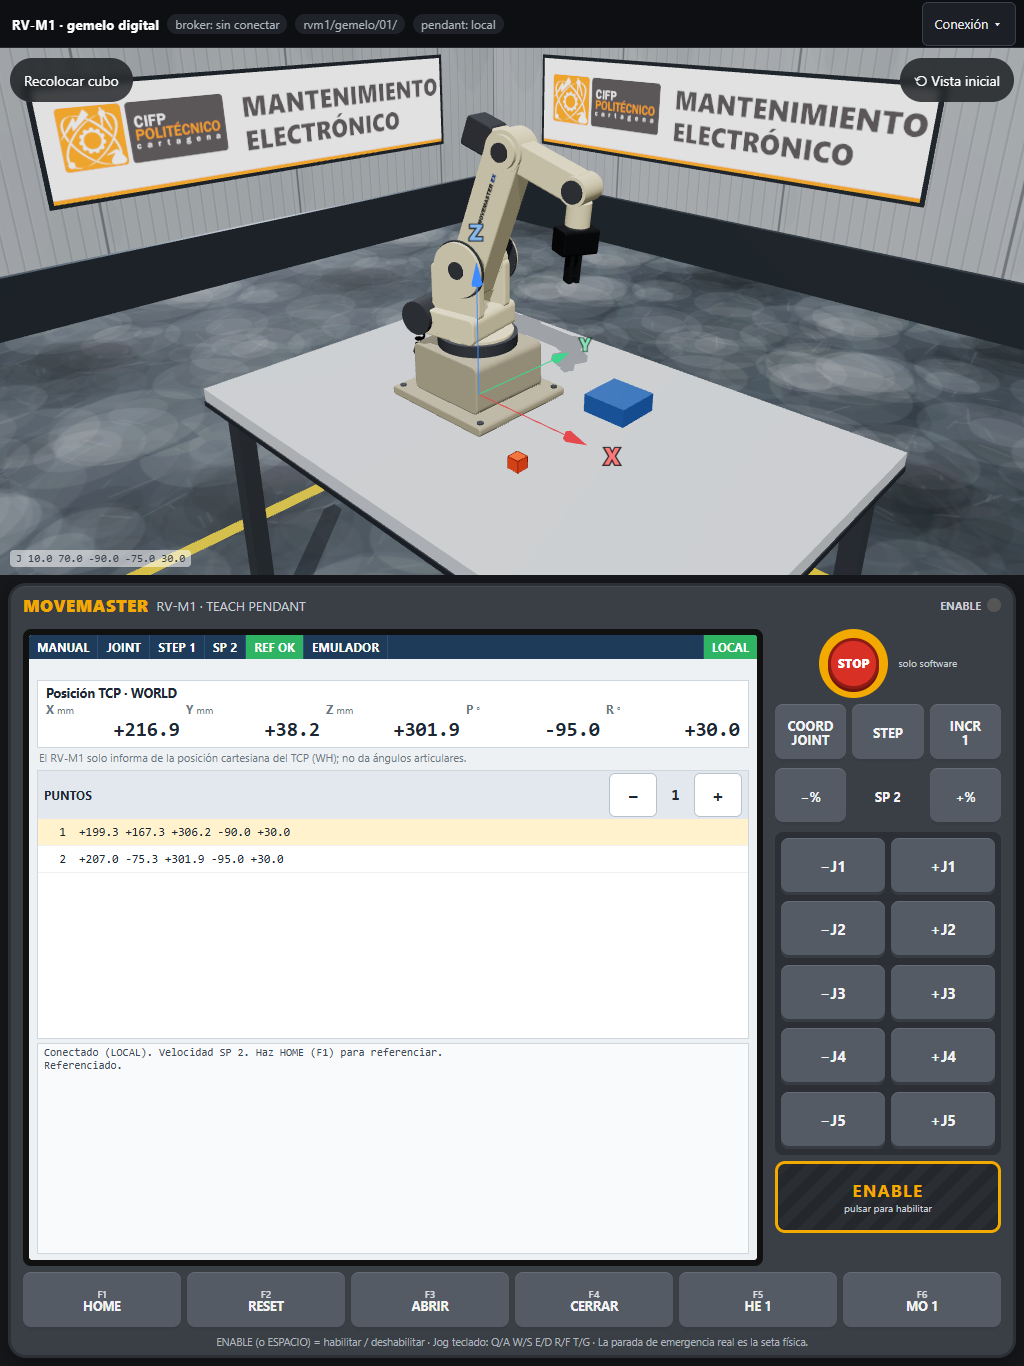 RV-M1 · gemelo digital
broker: sin conectar
rvm1/gemelo/01/
pendant: local
Conexión
Recolocar cubo
Vista inicial
CIFP
POLITÉCNICO
cartagena
MANTENIMIENTO
ELECTRÓNICO
CIFP
POLITÉCNICO
cartagena
MANTENIMIENTO
ELECTRÓNICO
MOVEMASTER EX
Z
Y
X
J 10.0 70.0 -90.0 -75.0 30.0
MOVEMASTER RV-M1 · TEACH PENDANT
ENABLE
MANUAL JOINT STEP 1 SP 2 REF OK EMULADOR LOCAL
Posición TCP · WORLD
X mm Y mm Z mm P ° R °
+216.9 +38.2 +301.9 -95.0 +30.0
El RV-M1 solo informa de la posición cartesiana del TCP (WH); no da ángulos articulares.
PUNTOS − 1 +
1 +199.3 +167.3 +306.2 -90.0 +30.0
2 +207.0 -75.3 +301.9 -95.0 +30.0
Conectado (LOCAL). Velocidad SP 2. Haz HOME (F1) para referenciar.
Referenciado.
STOP
solo software
COORD
JOINT
STEP
INCR
1
−%
SP 2
+%
−J1 +J1
−J2 +J2
−J3 +J3
−J4 +J4
−J5 +J5
ENABLE
pulsar para habilitar
F1
HOME
F2
RESET
F3
ABRIR
F4
CERRAR
F5
HE 1
F6
MO 1
ENABLE (o ESPACIO) = habilitar / deshabilitar · Jog teclado: Q/A W/S E/D R/F T/G · La parada de emergencia real es la seta física.